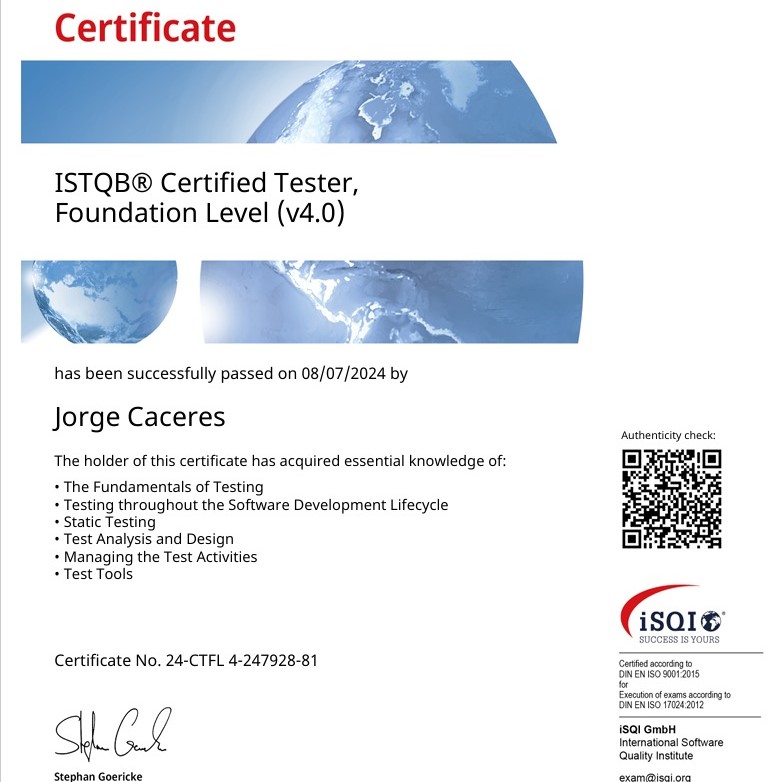 Certificate
ISTQB® Certified Tester,
Foundation Level (v4.0)
has been successfully passed on 08/07/2024 by
Jorge Caceres
The holder of this certificate has acquired essential knowledge of:
• The Fundamentals of Testing
• Testing throughout the Software Development Lifecycle
• Static Testing
• Test Analysis and Design
• Managing the Test Activities
• Test Tools
Certificate No. 24-CTFL 4-247928-81
Stephan Goericke
Authenticity check:
iSQI®
SUCCESS IS YOURS
Certified according to
DIN EN ISO 9001:2015
for
Execution of exams according to
DIN EN ISO 17024:2012
iSQI GmbH
International Software
Quality Institute
exam@isqi.org